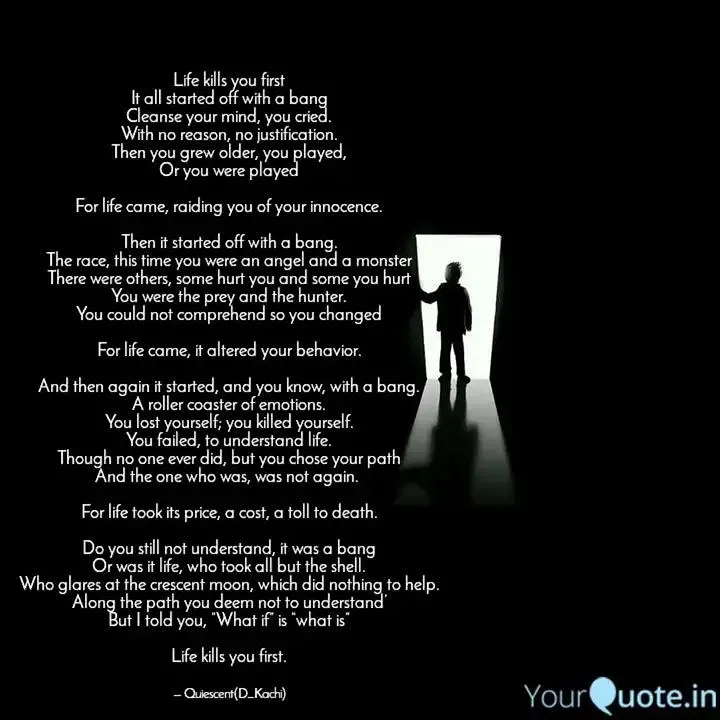 Life kills you first
It all started off with a bang
Cleanse your mind, you cried.
With no reason, no justification.
Then you grew older, you played,
Or you were played
For life came, raiding you of your innocence.
Then it started off with a bang.
The race, this time you were an angel and a monster
There were others, some hurt you and some you hurt
You were the prey and the hunter.
You could not comprehend so you changed
For life came, it altered your behavior.
And then again it started, and you know, with a bang.
A roller coaster of emotions.
You lost yourself; you killed yourself.
You failed, to understand life.
Though no one ever did, but you chose your path
And the one who was, was not again.
For life took its price, a cost, a toll to death.
Do you still not understand, it was a bang
Or was it life, who took all but the shell.
Who glares at the crescent moon, which did nothing to help.
Along the path you deem not to understand'
But I told you, "What if" is "what is"
Life kills you first.
– Quiescent(D_Kachi)
YourQuote.in